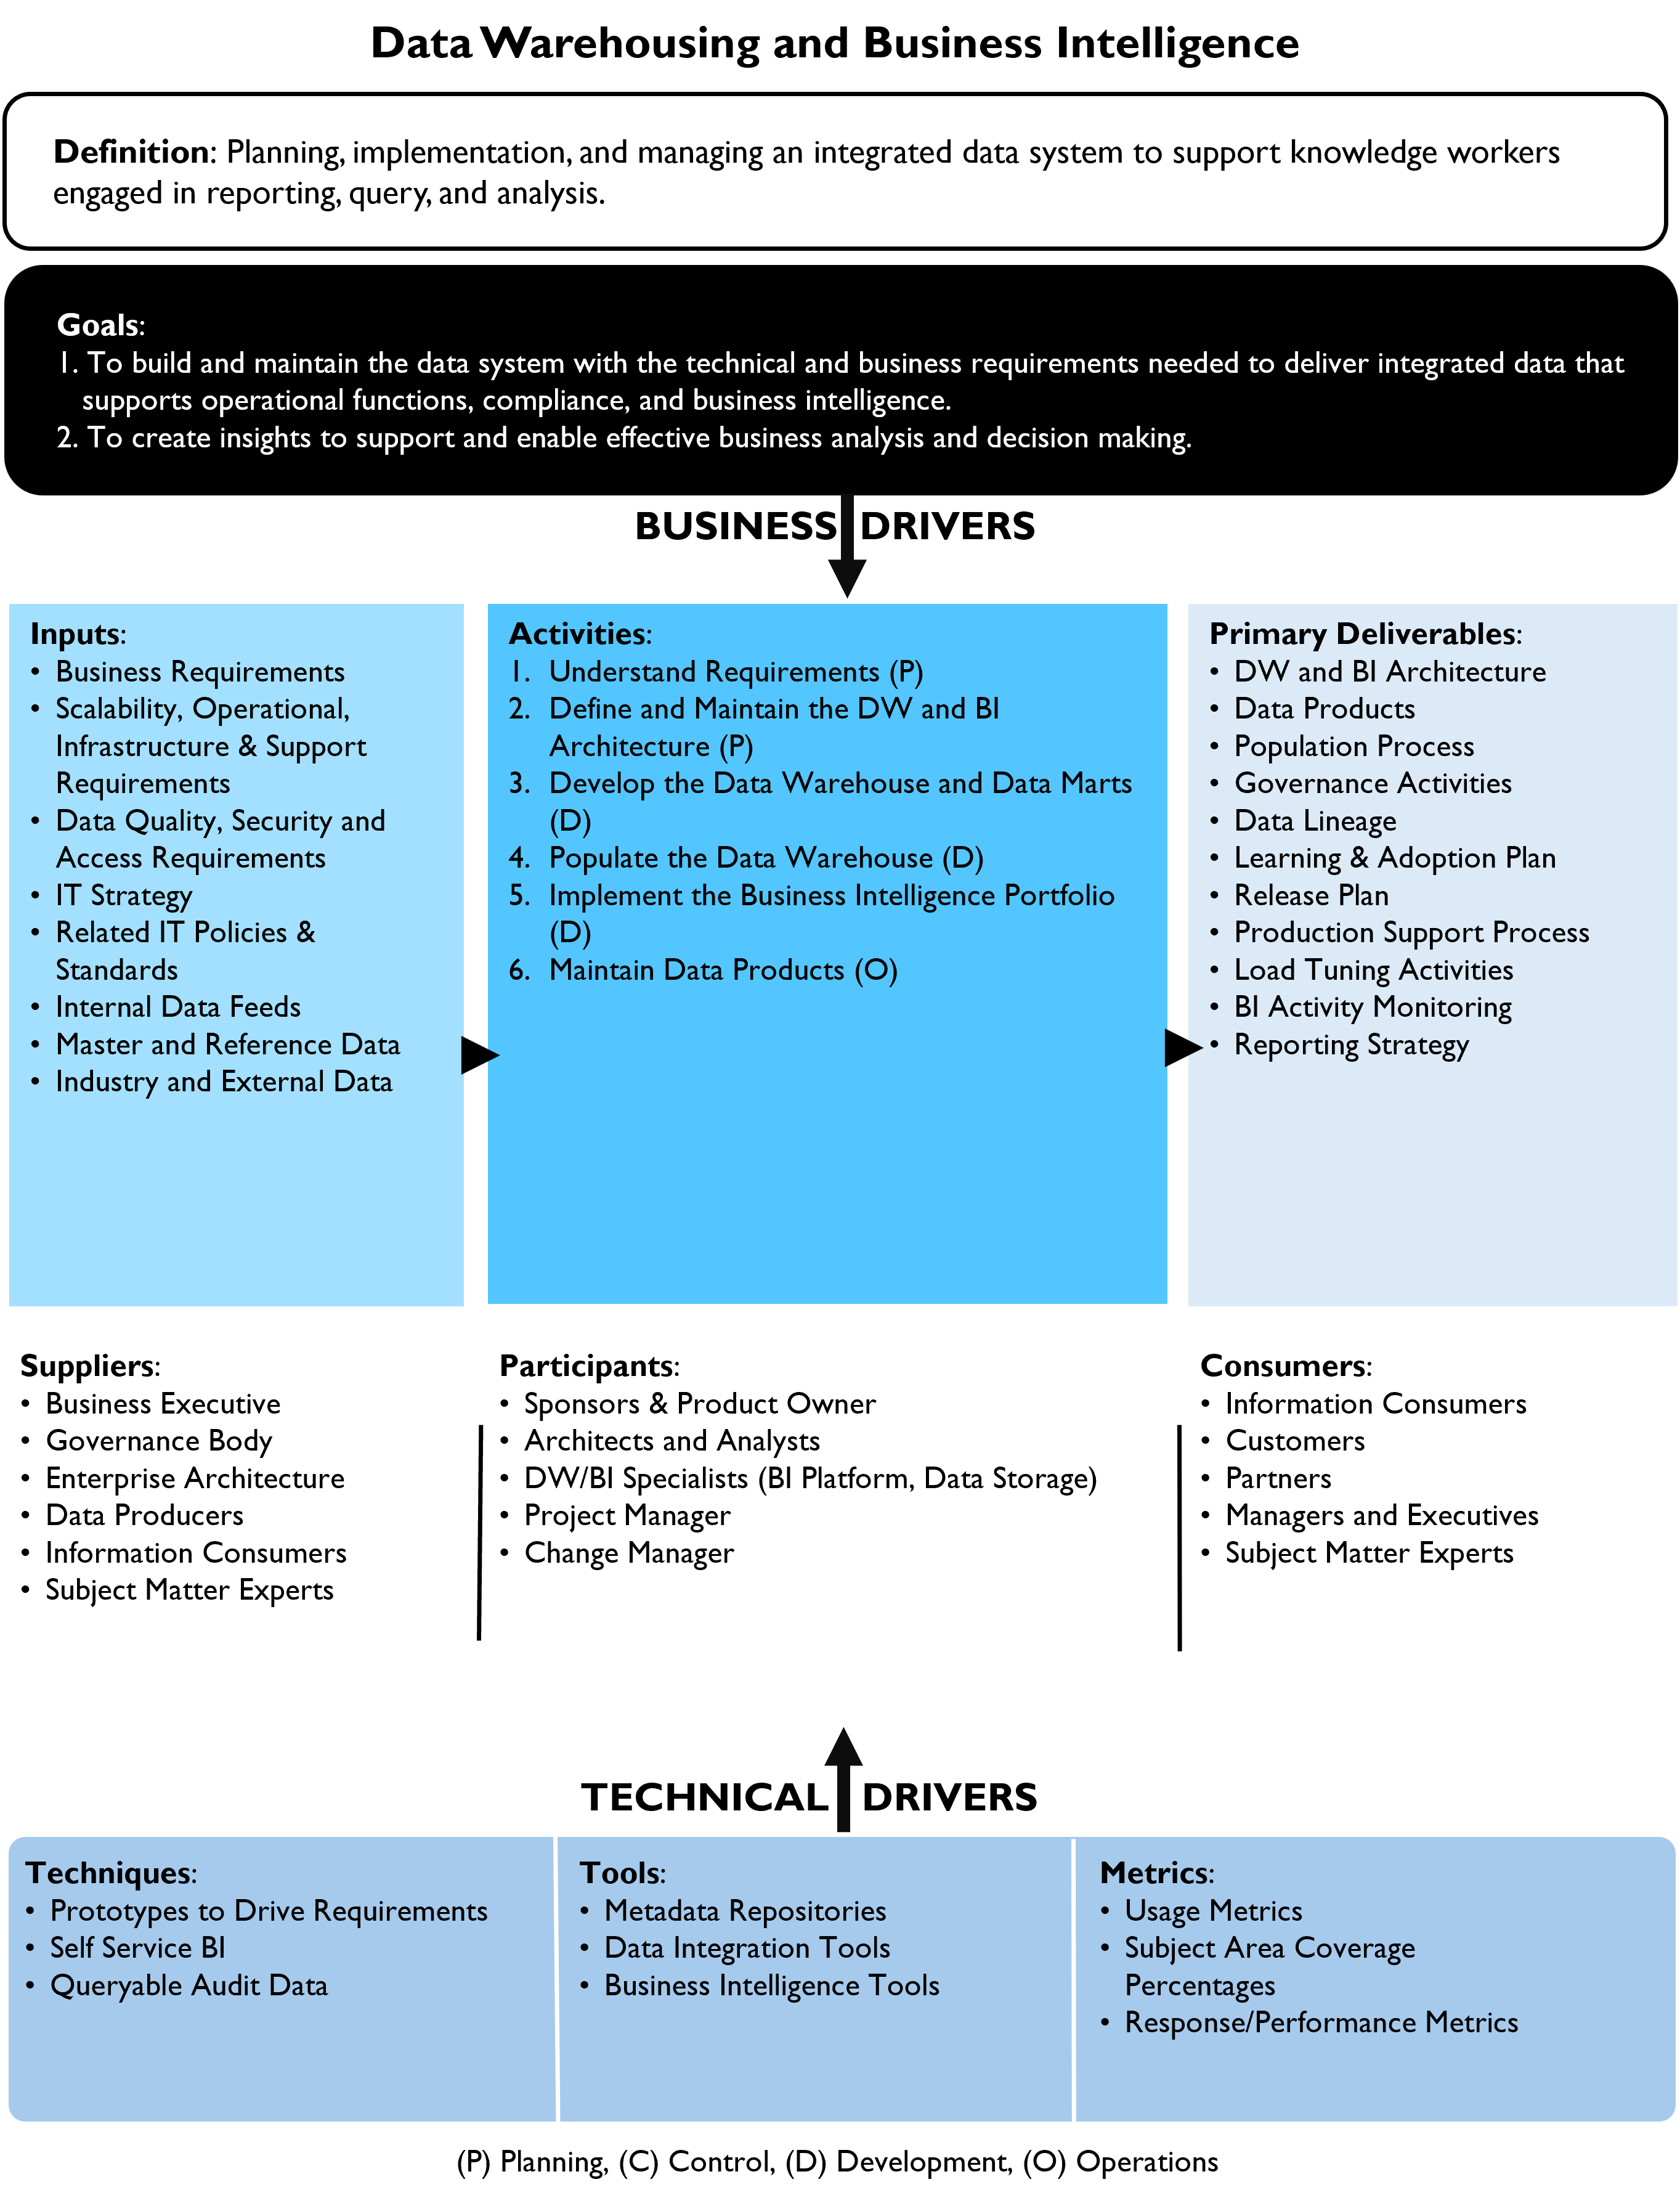 Data Warehousing and Business Intelligence
Definition: Planning, implementation, and managing an integrated data system to support knowledge workers
engaged in reporting, query, and analysis.
Goals:
1. To build and maintain the data system with the technical and business requirements needed to deliver integrated data that
supports operational functions, compliance, and business intelligence.
2. To create insights to support and enable effective business analysis and decision making.
BUSINESS DRIVERS
Inputs:
• Business Requirements
• Scalability, Operational,
Infrastructure & Support
Requirements
• Data Quality, Security and
Access Requirements
• IT Strategy
• Related IT Policies &
Standards
• Internal Data Feeds
• Master and Reference Data
• Industry and External Data
Activities:
1. Understand Requirements (P)
2. Define and Maintain the DW and BI
Architecture (P)
3. Develop the Data Warehouse and Data Marts
(D)
4. Populate the Data Warehouse (D)
5. Implement the Business Intelligence Portfolio
(D)
6. Maintain Data Products (O)
Primary Deliverables:
• DW and BI Architecture
• Data Products
• Population Process
• Governance Activities
• Data Lineage
• Learning & Adoption Plan
• Release Plan
• Production Support Process
• Load Tuning Activities
• BI Activity Monitoring
• Reporting Strategy
Suppliers:
• Business Executive
• Governance Body
• Enterprise Architecture
• Data Producers
• Information Consumers
• Subject Matter Experts
Participants:
• Sponsors & Product Owner
• Architects and Analysts
• DW/BI Specialists (BI Platform, Data Storage)
• Project Manager
• Change Manager
Consumers:
• Information Consumers
• Customers
• Partners
• Managers and Executives
• Subject Matter Experts
TECHNICAL DRIVERS
Techniques:
• Prototypes to Drive Requirements
• Self Service BI
• Queryable Audit Data
Tools:
• Metadata Repositories
• Data Integration Tools
• Business Intelligence Tools
Metrics:
• Usage Metrics
• Subject Area Coverage
Percentages
• Response/Performance Metrics
(P) Planning, (C) Control, (D) Development, (O) Operations